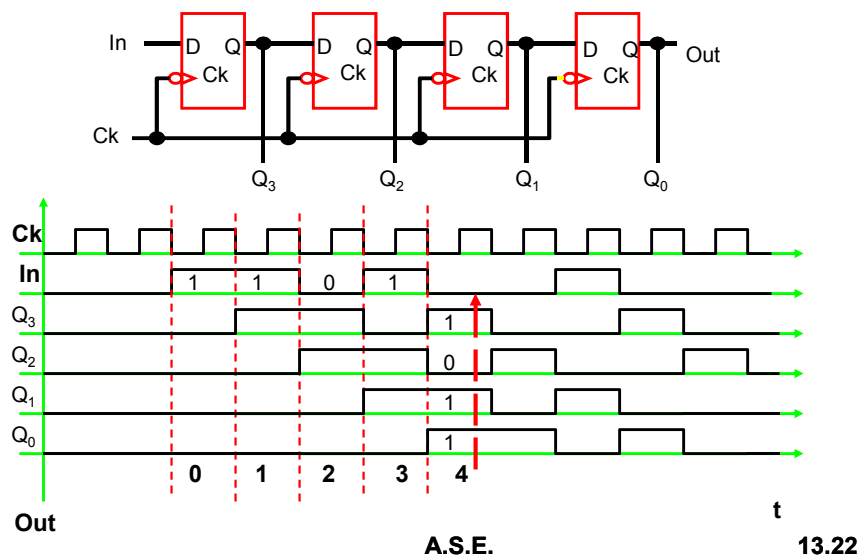 In D Q D Q D Q D Q Out
Ck Ck Ck Ck
Ck
Q₃ Q₂ Q₁ Q₀
Ck
In 1 1 0 1
Q₃ 1
Q₂ 0
Q₁ 1
Q₀ 1
0 1 2 3 4
Out t
A.S.E. 13.22